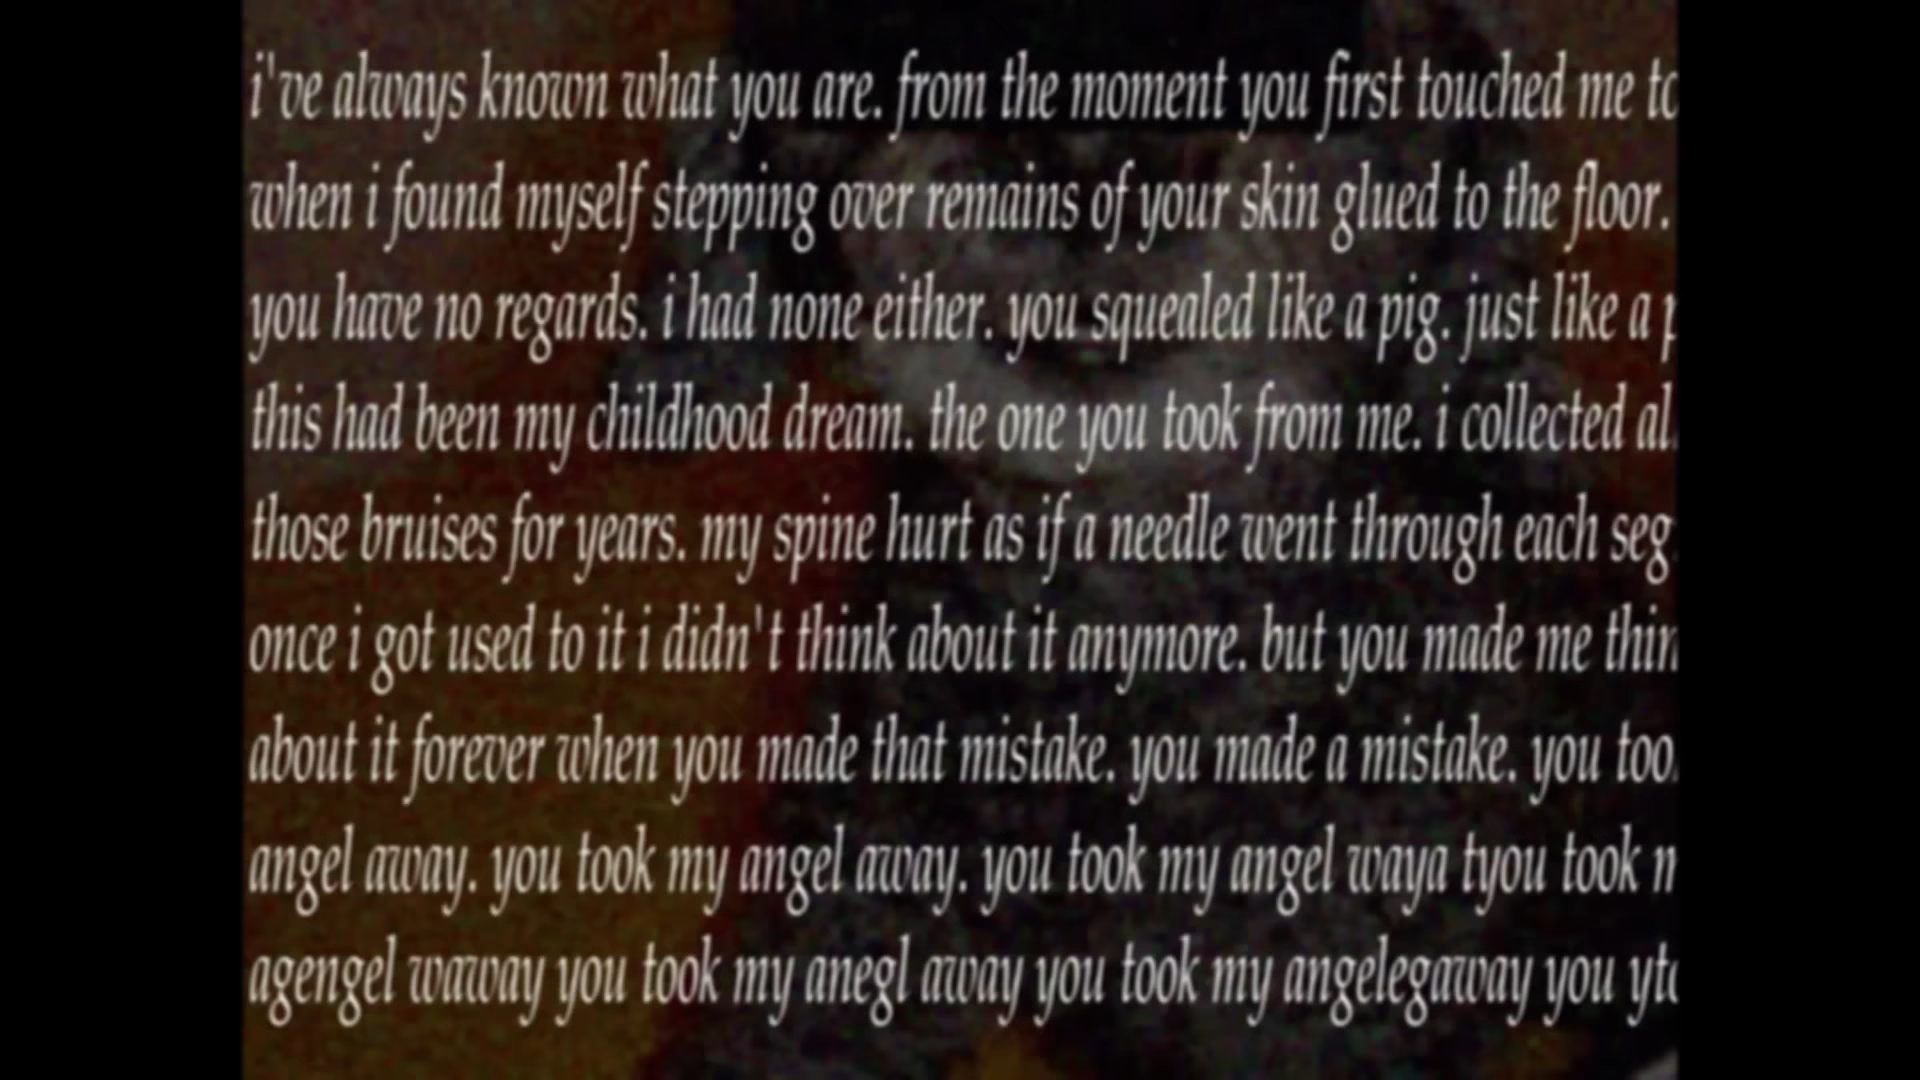 i've always known what you are. from the moment you first touched me to
when i found myself stepping over remains of your skin glued to the floor.
you have no regards. i had none either. you squealed like a pig. just like a
this had been my childhood dream. the one you took from me. i collected
those bruises for years. my spine hurt as if a needle went through each seg
once i got used to it i didn't think about it anymore. but you made me thin
about it forever when you made that mistake. you made a mistake. you too
angel away. you took my angel away. you took my angel waya tyou took
agengel waway you took my anegl away you took my angelegaway you